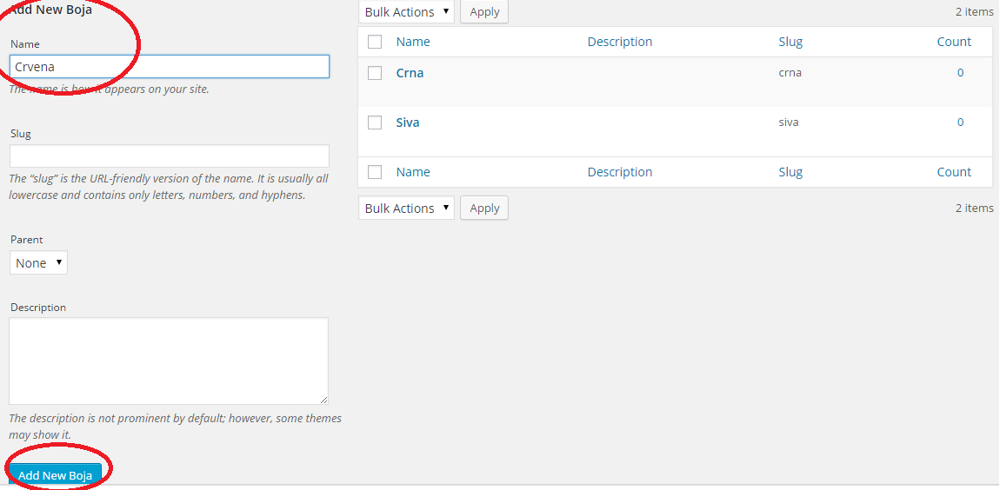 Add New Boja
Name
Crvena
The name is how it appears on your site.
Slug
The “slug” is the URL-friendly version of the name. It is usually all
lowercase and contains only letters, numbers, and hyphens.
Parent
None
Description
The description is not prominent by default; however, some themes
may show it.
Add New Boja
Bulk Actions Apply 2 items
Name Description Slug Count
Crna crna 0
Siva siva 0
Name Description Slug Count
Bulk Actions Apply 2 items